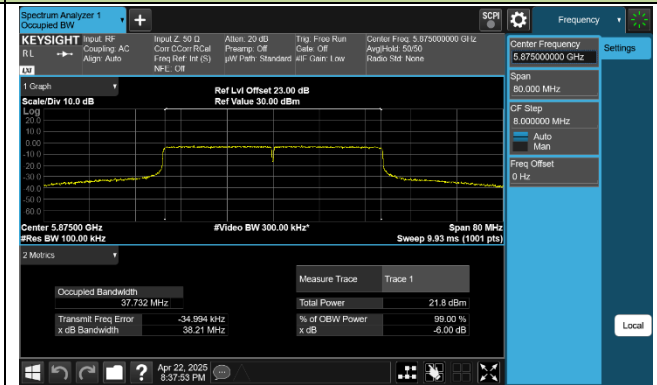 Spectrum Analyzer 1
Occupied BW
+
SCPI
Frequency
KEYSIGHT
RL
LXI
Input: RF
Coupling: AC
Align: Auto
Input Z: 50 Ω
Corr CCorr RCal
Freq Ref: Int (S)
NFE: Off
Atten: 20 dB
Preamp: Off
µW Path: Standard
Trig: Free Run
Gate: Off
#IF Gain: Low
Center Freq: 5.875000000 GHz
Avg|Hold: 50/50
Radio Std: None
Center Frequency
5.875000000 GHz
Settings
Span
80.000 MHz
CF Step
8.000000 MHz
Auto
Man
Freq Offset
0 Hz
Local
1 Graph
Scale/Div 10.0 dB
Ref Lvl Offset 23.00 dB
Ref Value 30.00 dBm
Log
20.0
10.0
0.00
-10.0
-20.0
-30.0
-40.0
-50.0
-60.0
Center 5.87500 GHz
#Res BW 100.00 kHz
#Video BW 300.00 kHz*
Span 80 MHz
Sweep 9.93 ms (1001 pts)
2 Metrics
Measure Trace Trace 1
Occupied Bandwidth
37.732 MHz
Total Power 21.8 dBm
Transmit Freq Error -34.994 kHz
% of OBW Power 99.00 %
x dB Bandwidth 38.21 MHz
x dB -6.00 dB
?
Apr 22, 2025
8:37:53 PM